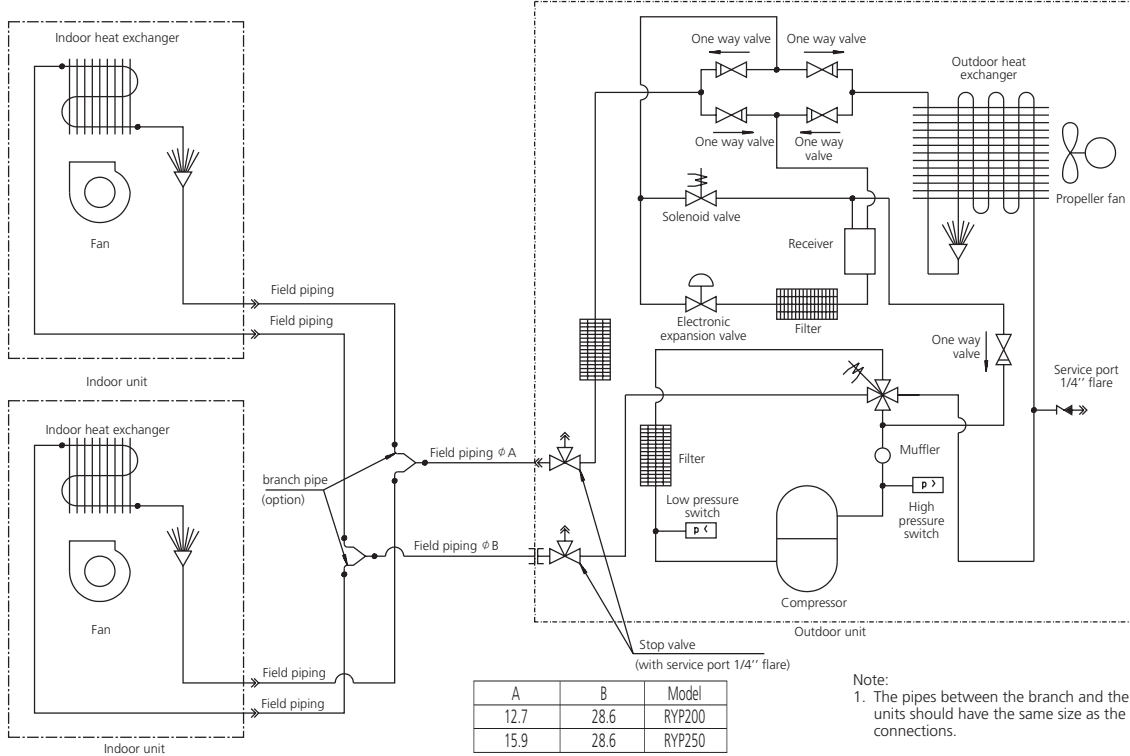 Indoor heat exchanger
Fan
Field piping
Field piping
Indoor unit
Indoor heat exchanger
Fan
Field piping
Field piping
Indoor unit
branch pipe
(option)
Field piping φA
Field piping φB
One way valve
One way valve
One way valve
One way
valve
Outdoor heat
exchanger
Propeller fan
Solenoid valve
Receiver
Electronic
expansion valve
Filter
One way
valve
Service port
1/4'' flare
Filter
Muffler
Low pressure
switch
p <
p >
High
pressure
switch
Compressor
Outdoor unit
Stop valve
(with service port 1/4'' flare)
A B Model
12.7 28.6 RYP200
15.9 28.6 RYP250
Note:
1. The pipes between the branch and the
units should have the same size as the
connections.